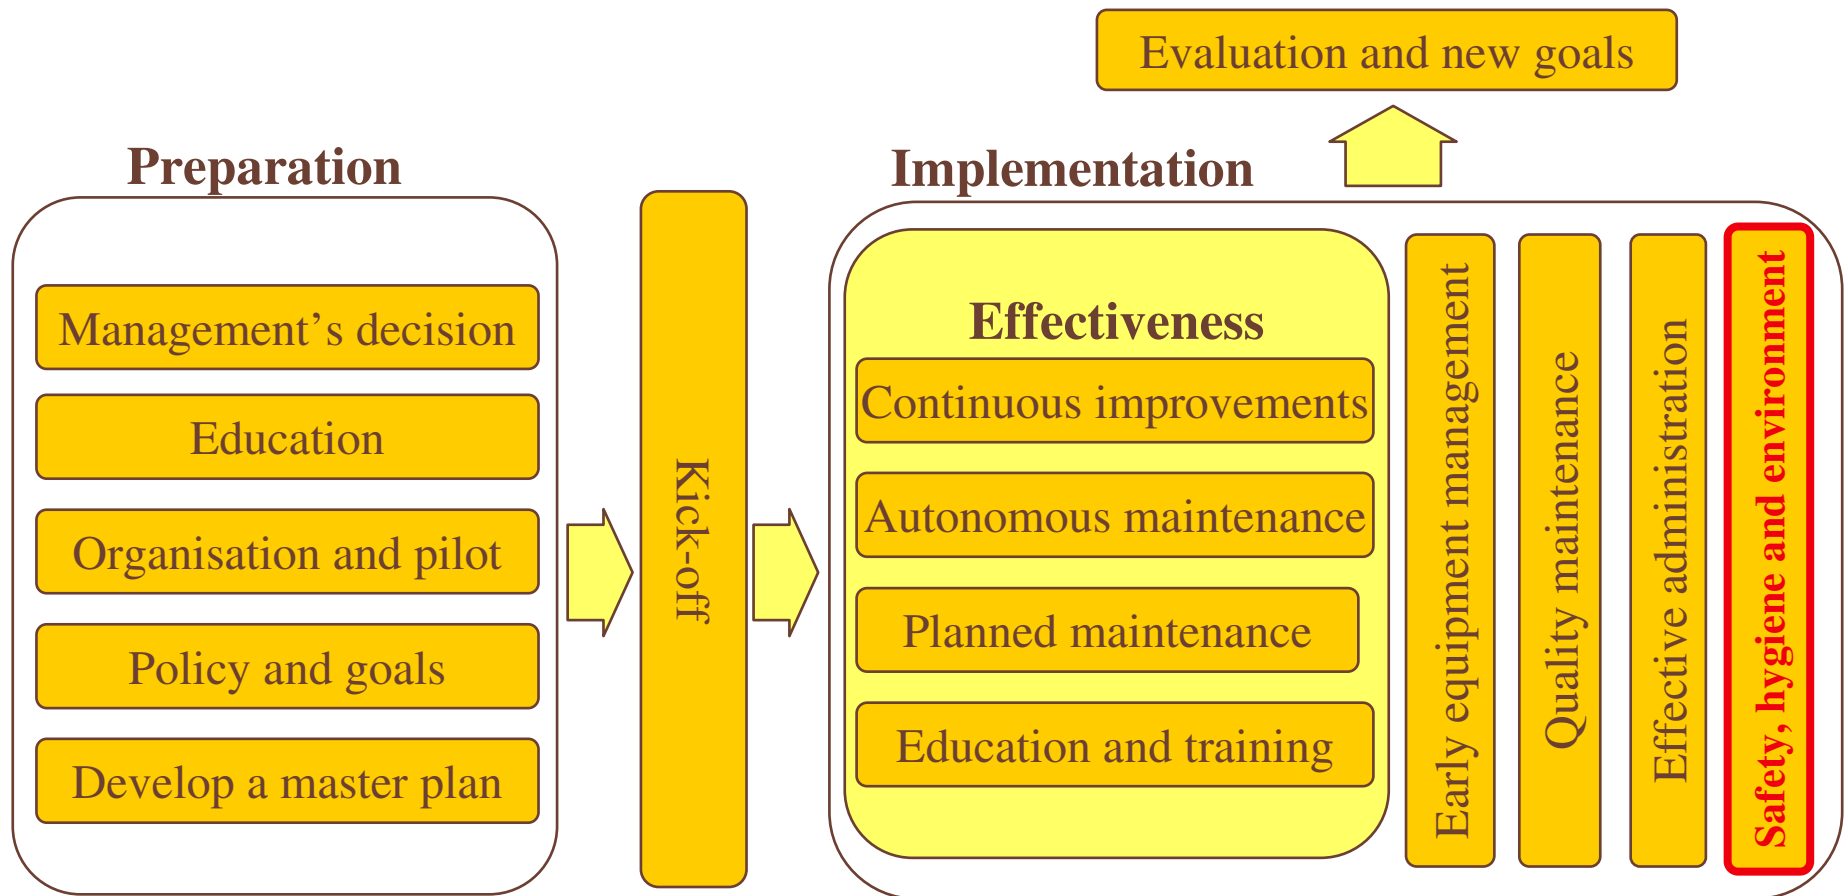 Evaluation and new goals
Preparation
Management’s decision
Education
Organisation and pilot
Policy and goals
Develop a master plan
Kick-off
Implementation
Effectiveness
Continuous improvements
Autonomous maintenance
Planned maintenance
Education and training
Early equipment management
Quality maintenance
Effective administration
Safety, hygiene and environment